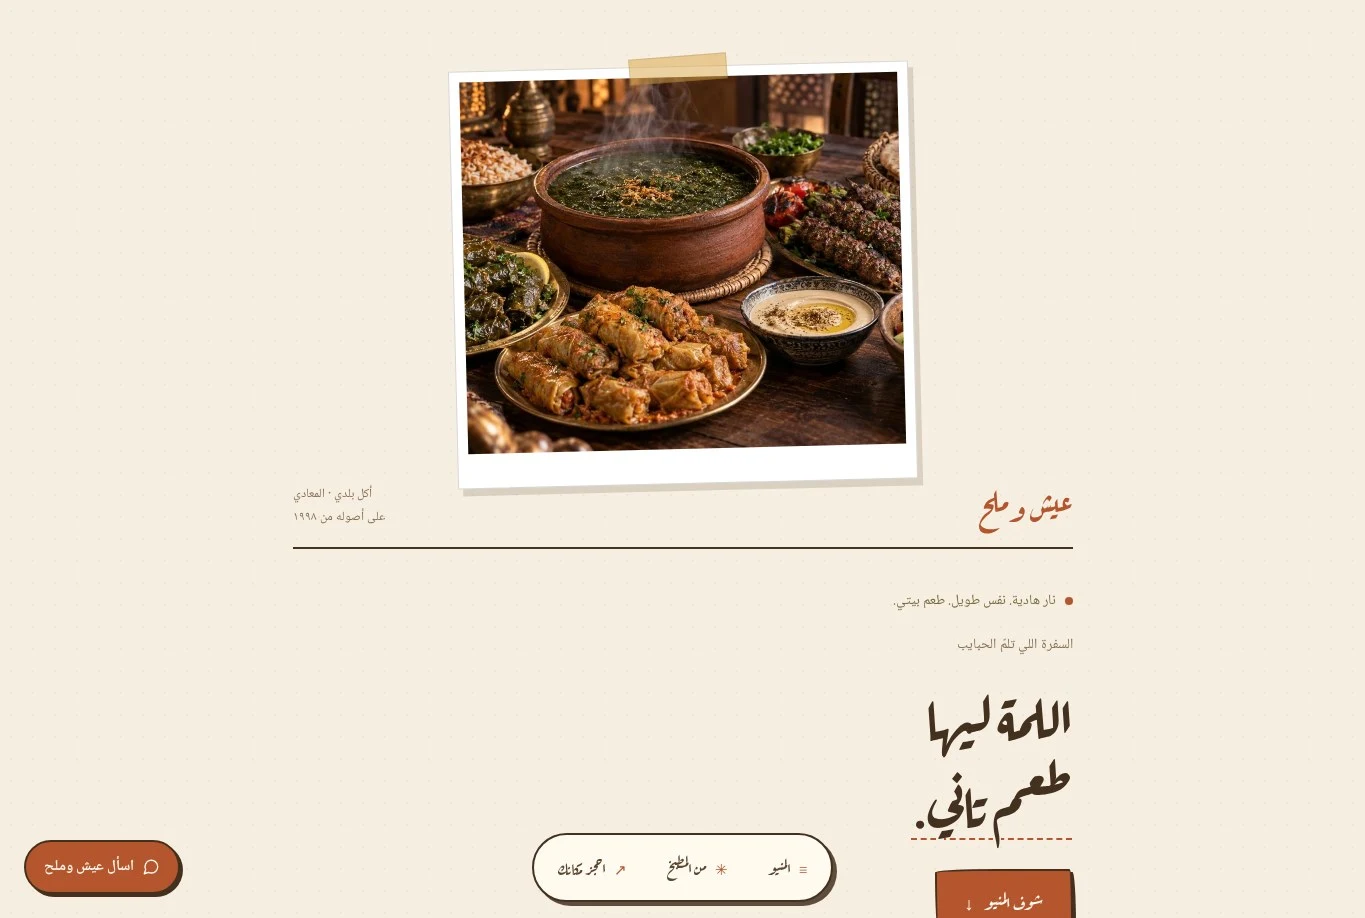 عيش وملح
أكل بلدي · المعادي
على أصوله من ١٩٩٨
نار هادية. نفس طويل. طعم بيتي.
السفرة اللي تلمّ الحبايب
اللمة ليها
طعم تاني.
شوف المنيو ↓
≡ المنيو
✳ من المطبخ
↗ احجز مكانك
اسأل عيش وملح